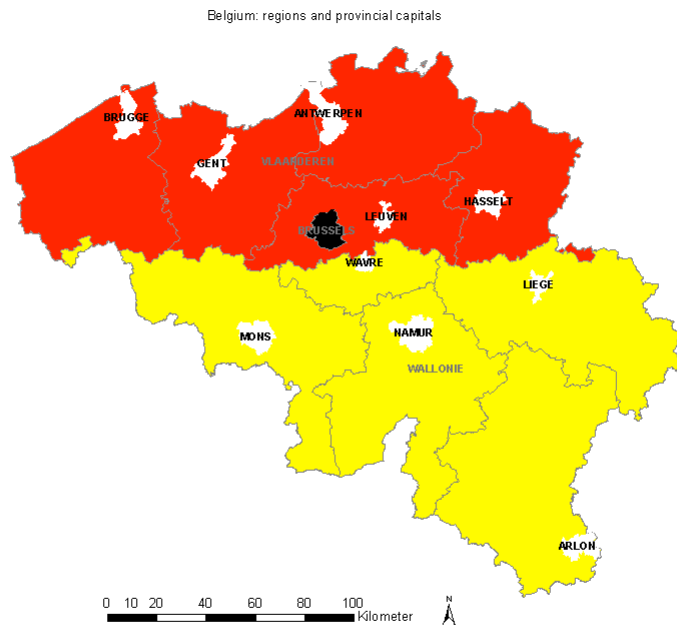 Belgium: regions and provincial capitals
BRUGGE
ANTWERPEN
GENT
VLAANDEREN
HASSELT
LEUVEN
BRUSSELS
WAVRE
LIEGE
MONS
NAMUR
WALLONIE
ARLON
0 10 20 40 60 80 100
Kilometer
N